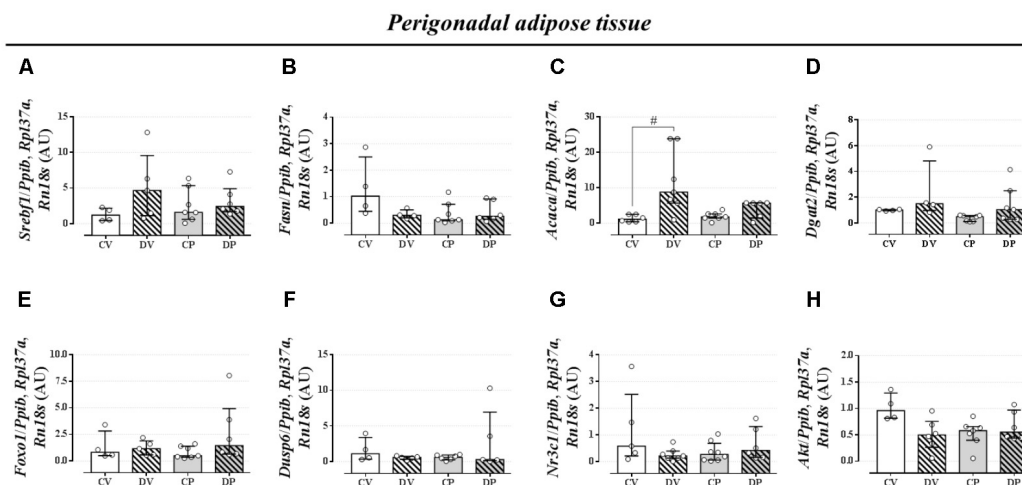 Perigonadal adipose tissue
A
B
C
D
Srebf1/Ppib, Rpl37a,
Rn18s (AU)
15
10
5
0
CV DV CP DP
Fasn/Ppib, Rpl37a,
Rn18s (AU)
4
3
2
1
0
CV DV CP DP
Acaca/Ppib, Rpl37a,
Rn18s (AU)
30
20
10
0
#
CV DV CP DP
Dgat2/Ppib, Rpl37a,
Rn18s (AU)
8
6
4
2
0
CV DV CP DP
E
F
G
H
Foxo1/Ppib, Rpl37a,
Rn18s (AU)
10.0
7.5
5.0
2.5
0.0
CV DV CP DP
Dusp6/Ppib, Rpl37a,
Rn18s (AU)
15
10
5
0
CV DV CP DP
Nr3c1/Ppib, Rpl37a,
Rn18s (AU)
4
3
2
1
0
CV DV CP DP
Akt/Ppib, Rpl37a,
Rn18s (AU)
2.0
1.5
1.0
0.5
0.0
CV DV CP DP